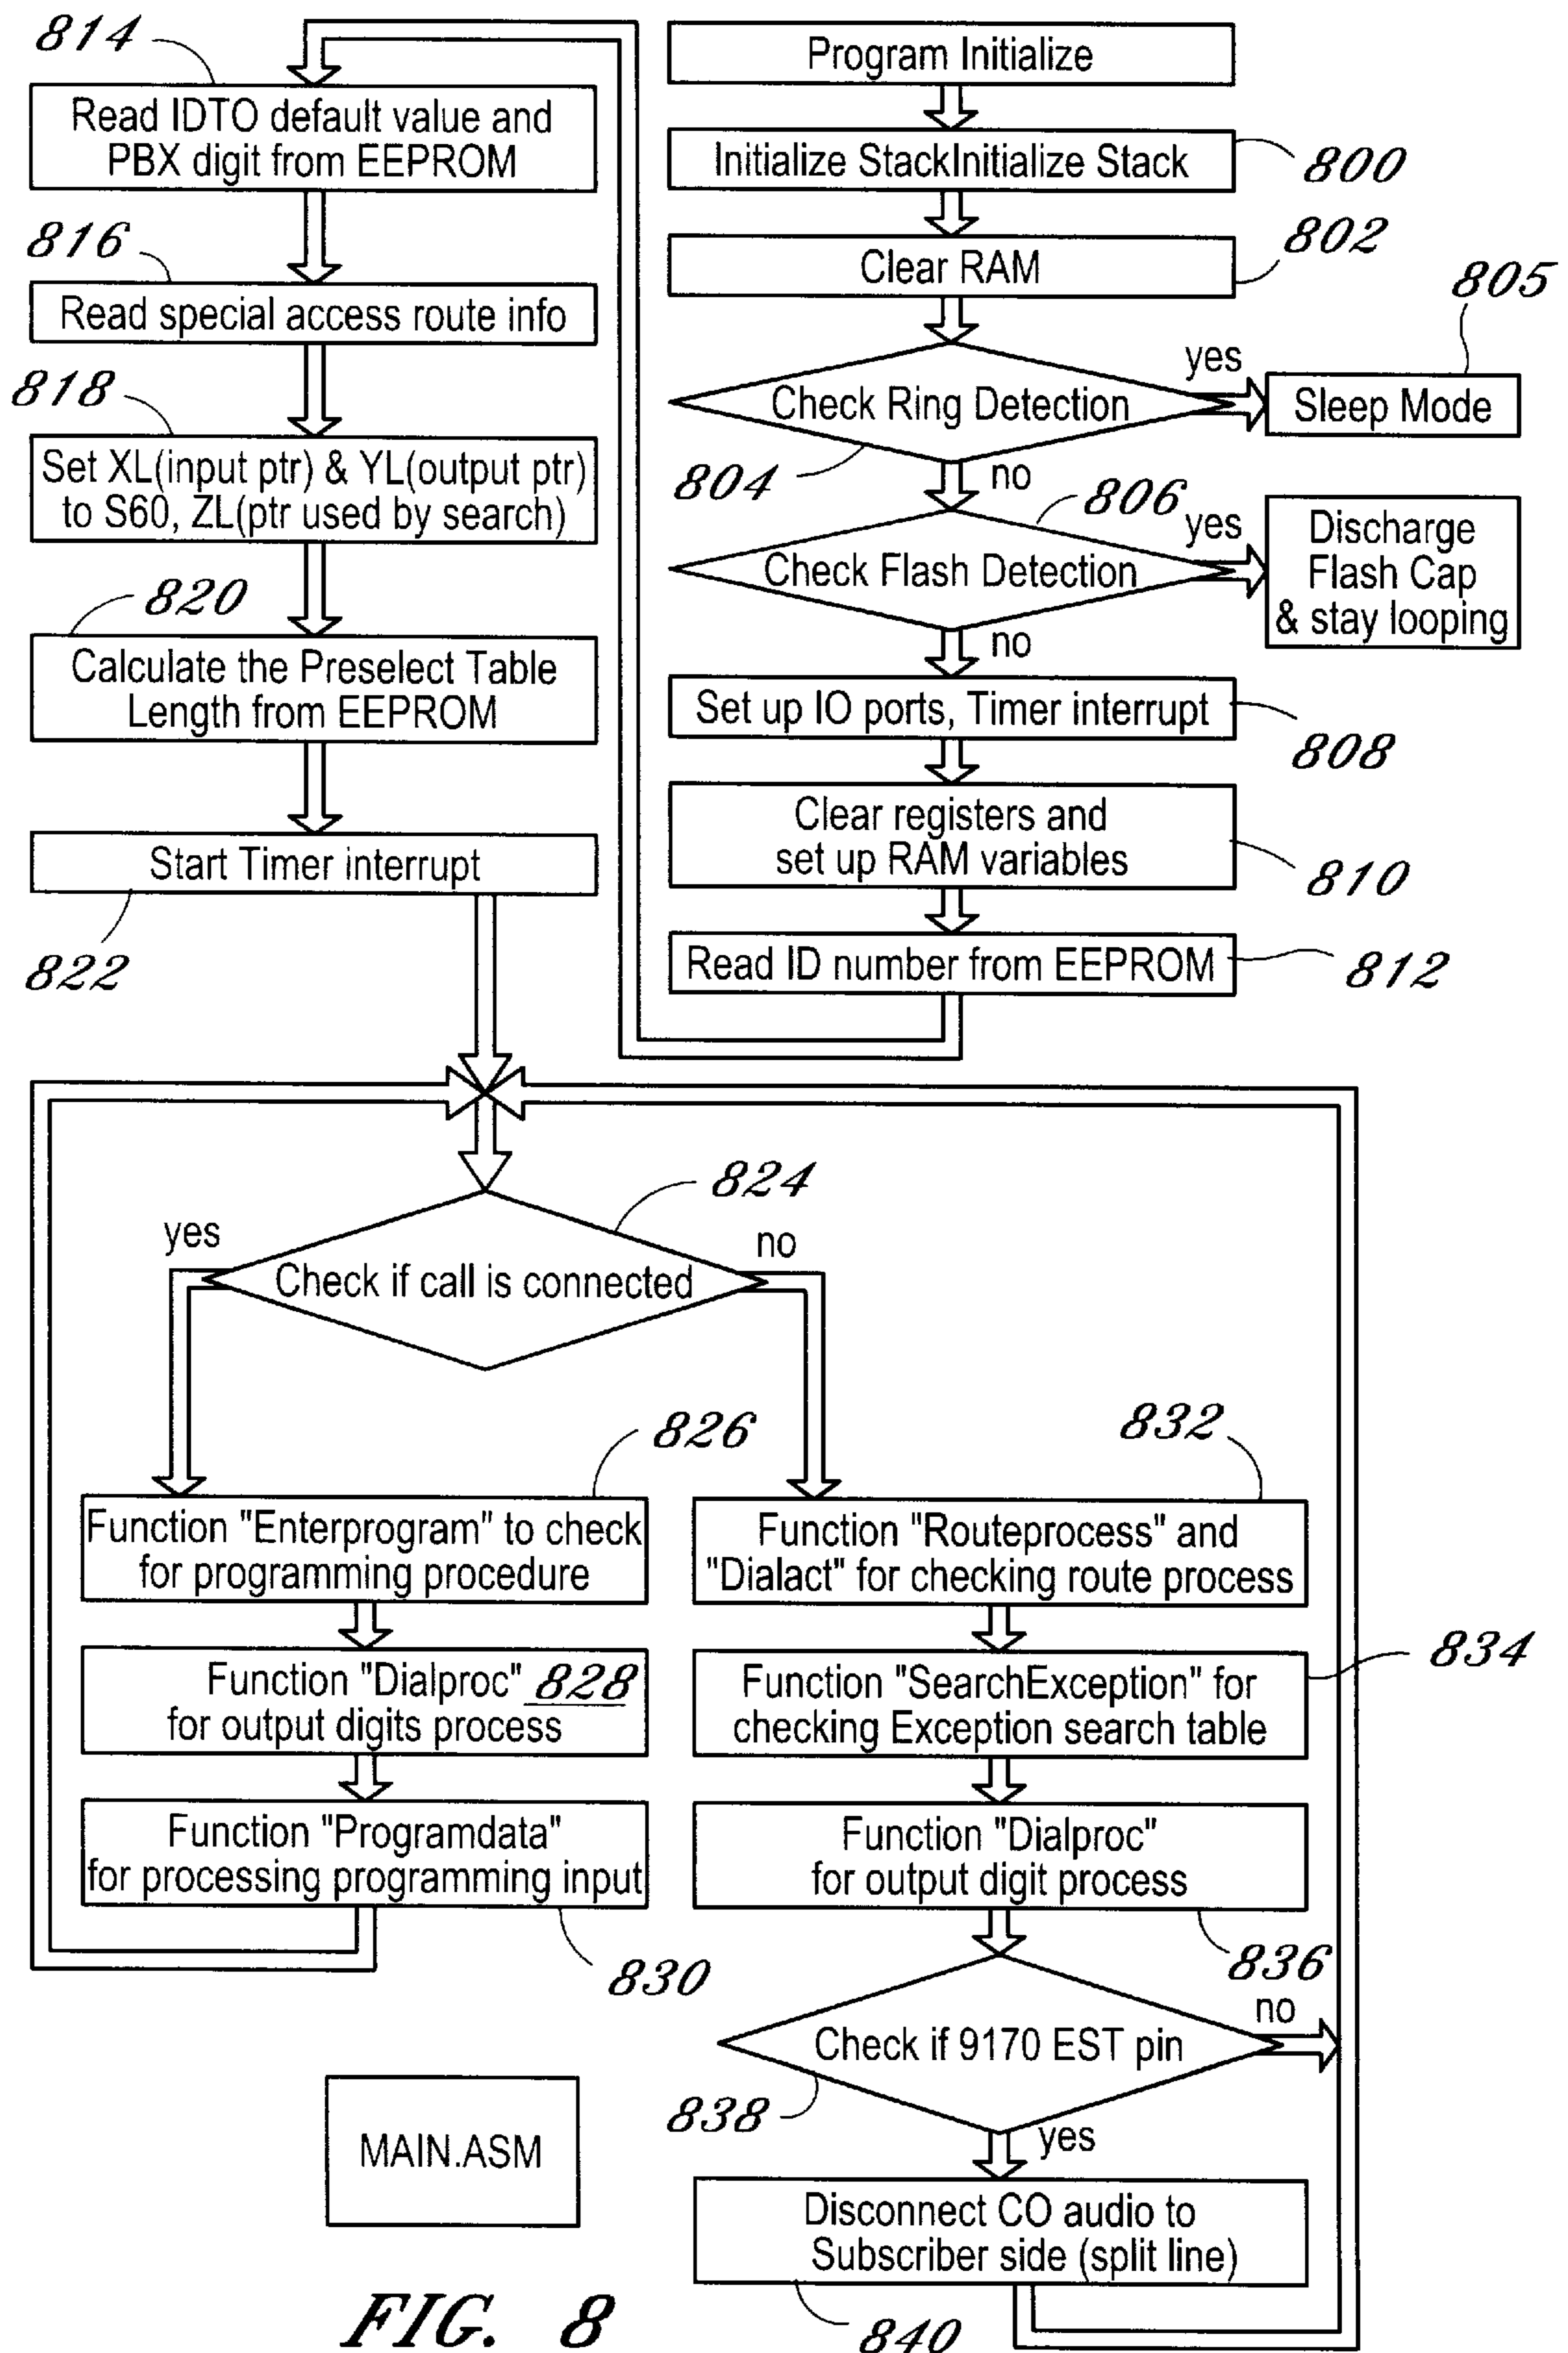 Program Initialize
Initialize StackInitialize Stack
800
Clear RAM
802
Check Ring Detection
804
yes
Sleep Mode
805
no
806
Check Flash Detection
yes
Discharge
Flash Cap
& stay looping
no
Set up IO ports, Timer interrupt
808
Clear registers and
set up RAM variables
810
Read ID number from EEPROM
812
814
Read IDTO default value and
PBX digit from EEPROM
816
Read special access route info
818
Set XL(input ptr) & YL(output ptr)
to S60, ZL(ptr used by search)
820
Calculate the Preselect Table
Length from EEPROM
Start Timer interrupt
822
824
Check if call is connected
yes
no
826
Function "Enterprogram" to check
for programming procedure
Function "Dialproc" 828
for output digits process
Function "Programdata"
for processing programming input
830
832
Function "Routeprocess" and
"Dialact" for checking route process
834
Function "SearchException" for
checking Exception search table
Function "Dialproc"
for output digit process
836
Check if 9170 EST pin
838
no
yes
Disconnect CO audio to
Subscriber side (split line)
840
MAIN.ASM
FIG. 8